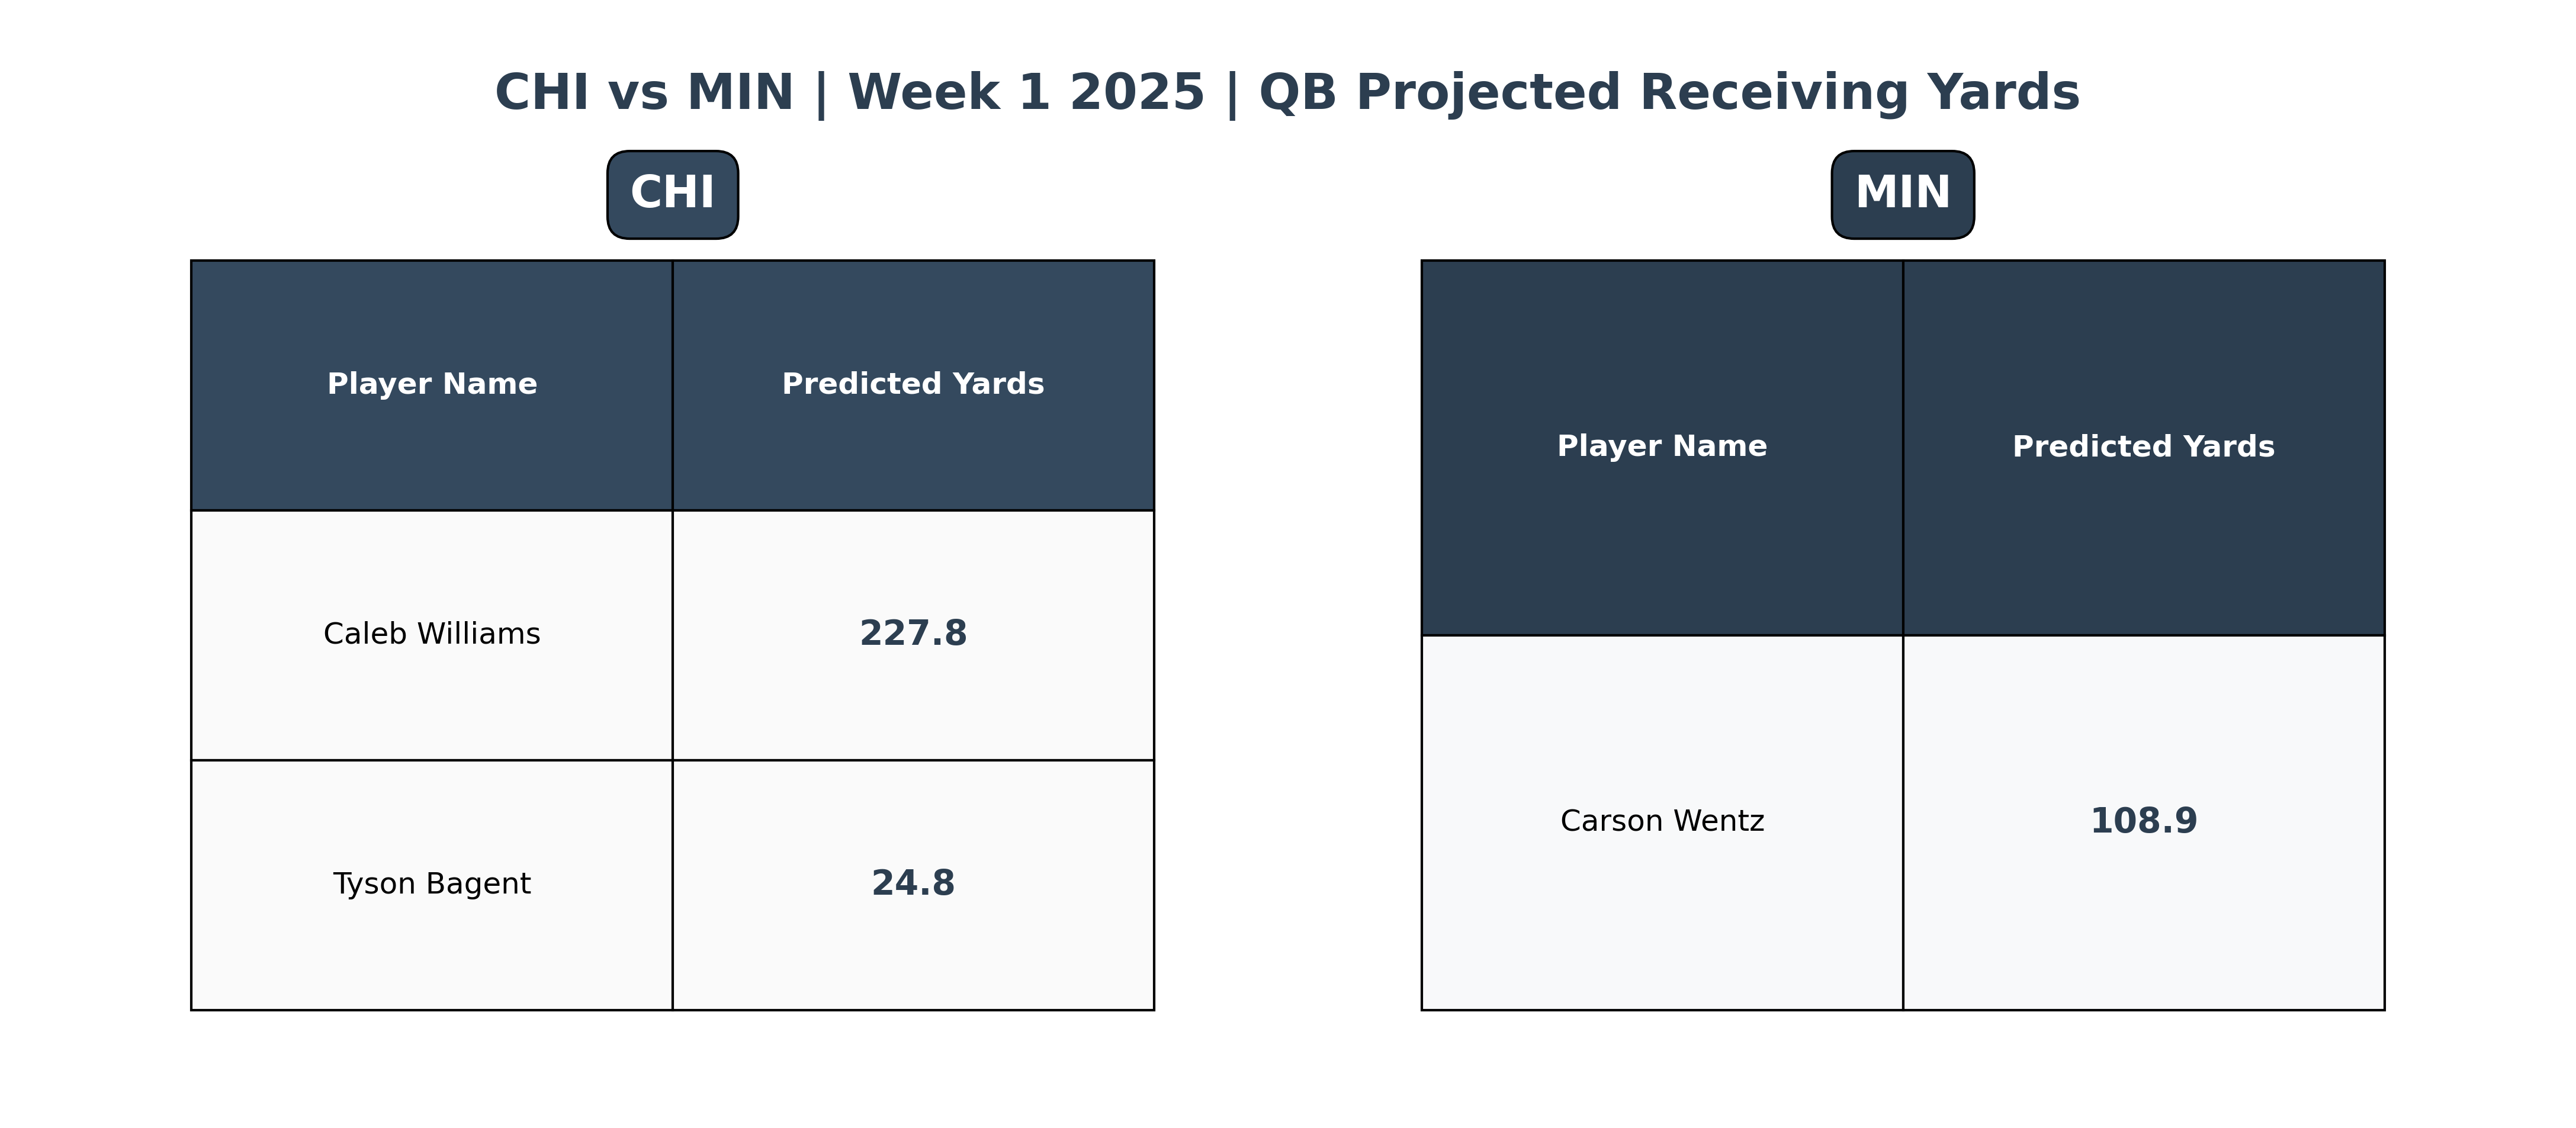 CHI vs MIN | Week 1 2025 | QB Projected Receiving Yards
CHI
Player Name Predicted Yards
Caleb Williams 227.8
Tyson Bagent 24.8
MIN
Player Name Predicted Yards
Carson Wentz 108.9